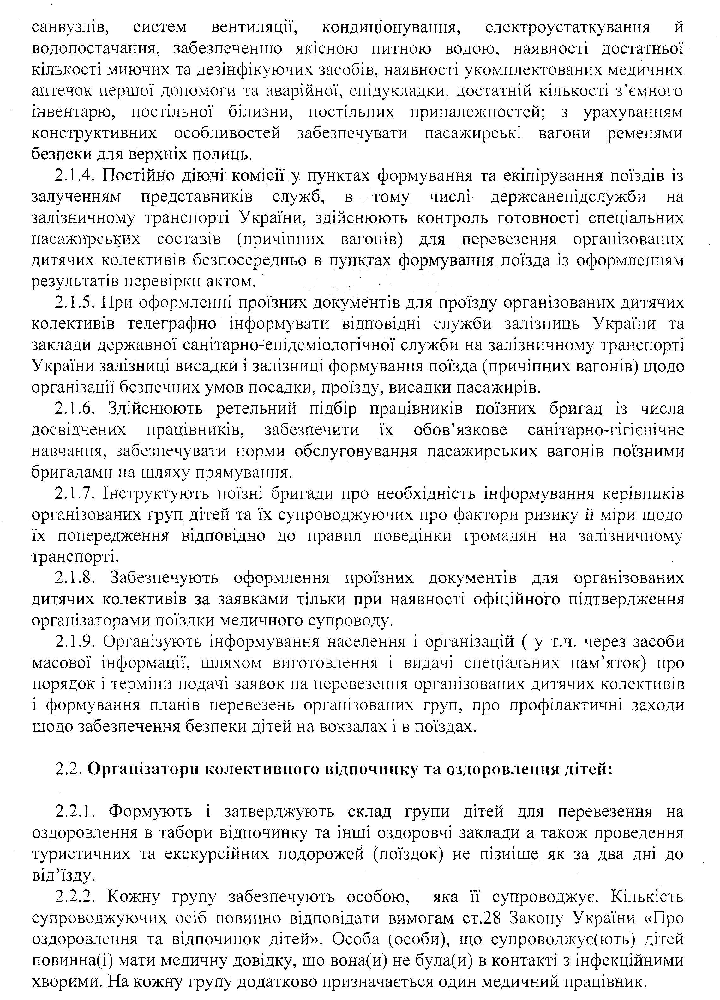 санвузлів, систем вентиляції, кондиціонування, електроустаткування й
водопостачання, забезпеченню якісною питною водою, наявності достатньої
кількості миючих та дезінфікуючих засобів, наявності укомплектованих медичних
аптечок першої допомоги та аварійної, епідукладки, достатній кількості з’ємного
інвентарю, постільної білизни, постільних приналежностей; з урахуванням
конструктивних особливостей забезпечувати пасажирські вагони ременями
безпеки для верхніх полиць.
2.1.4. Постійно діючі комісії у пунктах формування та екіпірування поїздів із
залученням представників служб, в тому числі держсанепідслужби на
залізничному транспорті України, здійснюють контроль готовності спеціальних
пасажирських составів (причіпних вагонів) для перевезення організованих
дитячих колективів безпосередньо в пунктах формування поїзда із оформленням
результатів перевірки актом.
2.1.5. При оформленні проїзних документів для проїзду організованих дитячих
колективів телеграфно інформувати відповідні служби залізниць України та
заклади державної санітарно-епідеміологічної служби на залізничному транспорті
України залізниці висадки і залізниці формування поїзда (причіпних вагонів) щодо
організації безпечних умов посадки, проїзду, висадки пасажирів.
2.1.6. Здійснюють ретельний підбір працівників поїзних бригад із числа
досвідчених працівників, забезпечити їх обов’язкове санітарно-гігієнічне
навчання, забезпечувати норми обслуговування пасажирських вагонів поїзними
бригадами на шляху прямування.
2.1.7. Інструктують поїзні бригади про необхідність інформування керівників
організованих груп дітей та їх супроводжуючих про фактори ризику й міри щодо
їх попередження відповідно до правил поведінки громадян на залізничному
транспорті.
2.1.8. Забезпечують оформлення проїзних документів для організованих
дитячих колективів за заявками тільки при наявності офіційного підтвердження
організаторами поїздки медичного супроводу.
2.1.9. Організують інформування населення і організацій ( у т.ч. через засоби
масової інформації, шляхом виготовлення і видачі спеціальних пам’яток) про
порядок і терміни подачі заявок на перевезення організованих дитячих колективів
і формування планів перевезень організованих груп, про профілактичні заходи
щодо забезпечення безпеки дітей на вокзалах і в поїздах.
2.2. Організатори колективного відпочинку та оздоровлення дітей:
2.2.1. Формують і затверджують склад групи дітей для перевезення на
оздоровлення в табори відпочинку та інші оздоровчі заклади а також проведення
туристичних та екскурсійних подорожей (поїздок) не пізніше як за два дні до
від’їзду.
2.2.2. Кожну групу забезпечують особою, яка її супроводжує. Кількість
супроводжуючих осіб повинно відповідати вимогам ст.28 Закону України «Про
оздоровлення та відпочинок дітей». Особа (особи), що супроводжує(ють) дітей
повинна(і) мати медичну довідку, що вона(и) не була(и) в контакті з інфекційними
хворими. На кожну групу додатково призначається один медичний працівник.